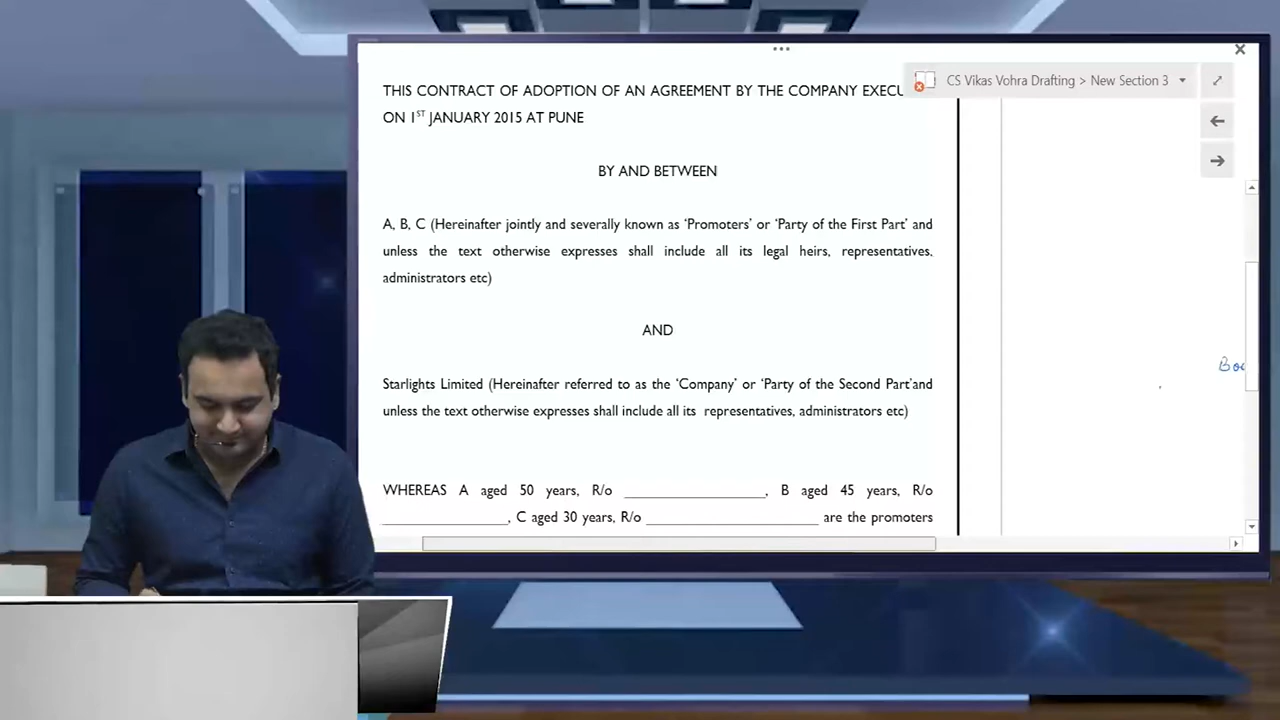 CS Vikas Vohra Drafting > New Section 3
THIS CONTRACT OF ADOPTION OF AN AGREEMENT BY THE COMPANY
ON 1ST JANUARY 2015 AT PUNE
BY AND BETWEEN
A, B, C (Hereinafter jointly and severally known as ‘Promoters’ or ‘Party of the First Part’ and
unless the text otherwise expresses shall include all its legal heirs, representatives,
administrators etc)
AND
Starlights Limited (Hereinafter referred to as the ‘Company’ or ‘Party of the Second Part’and
unless the text otherwise expresses shall include all its representatives, administrators etc)
WHEREAS A aged 50 years, R/o ________________, B aged 45 years, R/o
______________, C aged 30 years, R/o ____________________ are the promoters